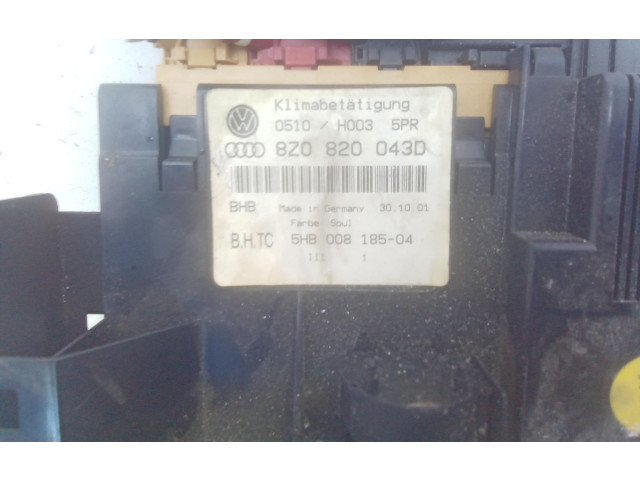 Klimabetätigung
0510 / H003 5PR
8Z0 820 043D
BHB Made in Germany 30.10.01
Farbe Soul
B.H.TC 5HB 008 185-04
1